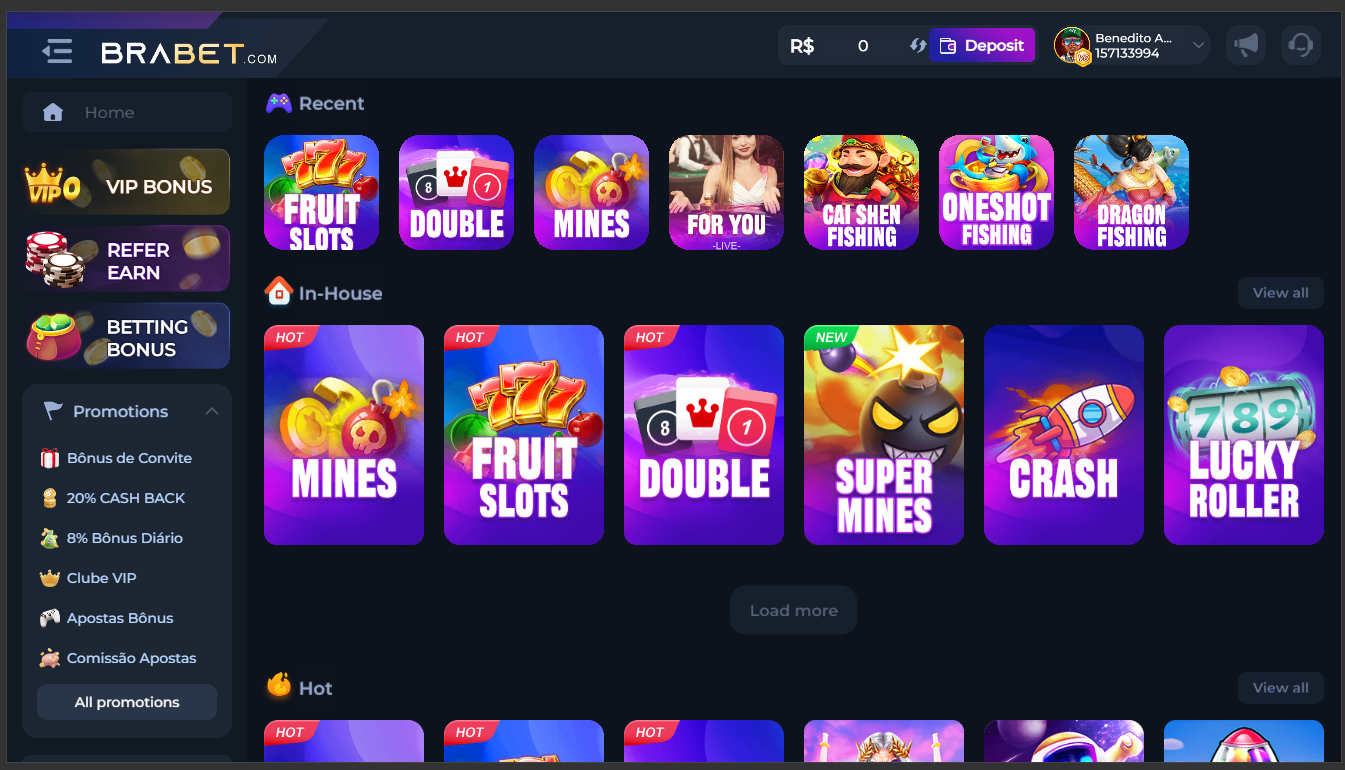 BRABET.COM
R$ 0 Deposit
Benedito A...
157133994
Home
VIP 0 VIP BONUS
REFER
EARN
BETTING
BONUS
Promotions
Bônus de Convite
20% CASH BACK
8% Bônus Diário
Clube VIP
Apostas Bônus
Comissão Apostas
All promotions
Recent
777
FRUIT
SLOTS
8 1
DOUBLE
MINES
FOR YOU
-LIVE-
CAI SHEN
FISHING
ONESHOT
FISHING
DRAGON
FISHING
In-House
View all
HOT
MINES
HOT
777
FRUIT
SLOTS
HOT
8 1
DOUBLE
NEW
SUPER
MINES
CRASH
789
LUCKY
ROLLER
Load more
Hot
View all
HOT
HOT
HOT